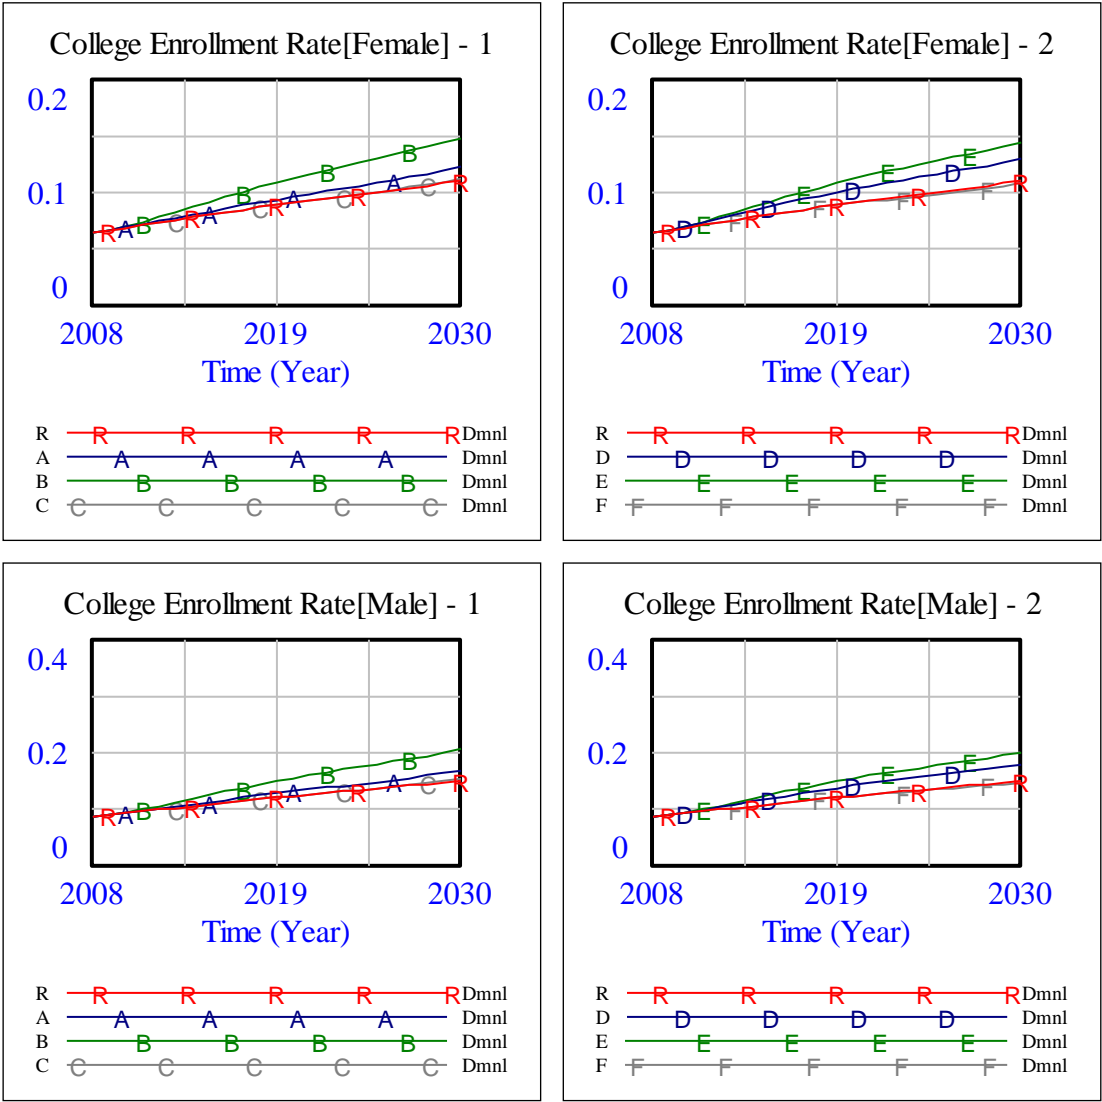 College Enrollment Rate[Female] - 1
0.2
0.1
0
B B B B
A A A A
C C C C
R R R R R
2008 2019 2030
Time (Year)
R R R R R R Dmnl
A A A A A Dmnl
B B B B B Dmnl
C C C C C C Dmnl
College Enrollment Rate[Female] - 2
0.2
0.1
0
E E E E
D D D D
F F F F
R R R R R
2008 2019 2030
Time (Year)
R R R R R R Dmnl
D D D D D Dmnl
E E E E E Dmnl
F F F F F F Dmnl
College Enrollment Rate[Male] - 1
0.4
0.2
0
B B B B
A A A A
C C C C
R R R R R
2008 2019 2030
Time (Year)
R R R R R R Dmnl
A A A A A Dmnl
B B B B B Dmnl
C C C C C C Dmnl
College Enrollment Rate[Male] - 2
0.4
0.2
0
E E E E
D D D D
F F F F
R R R R R
2008 2019 2030
Time (Year)
R R R R R R Dmnl
D D D D D Dmnl
E E E E E Dmnl
F F F F F F Dmnl